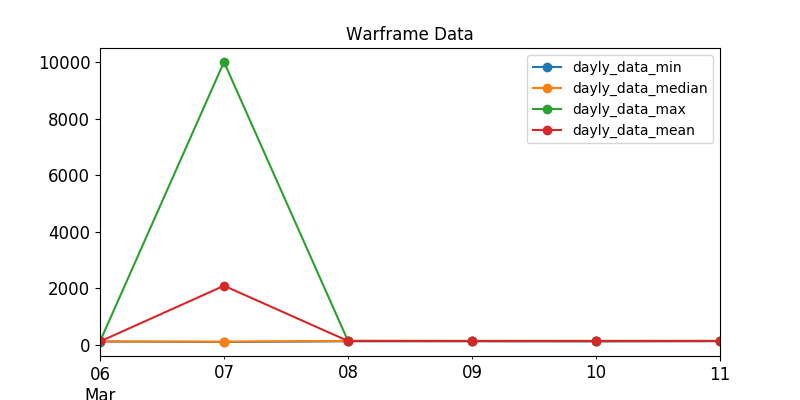 Warframe Data
dayly_data_min
dayly_data_median
dayly_data_max
dayly_data_mean
10000
8000
6000
4000
2000
0
06 07 08 09 10 11
Mar